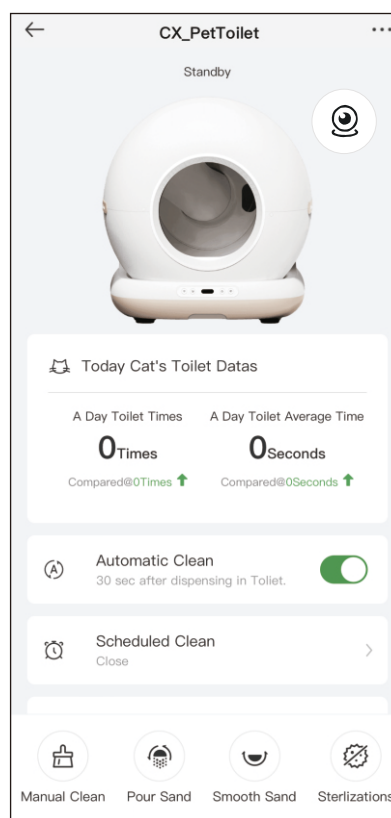 CX_PetToilet
Standby
Today Cat's Toilet Datas
A Day Toilet Times A Day Toilet Average Time
0Times 0Seconds
Compared@0Times Compared@0Seconds
Automatic Clean
30 sec after dispensing in Toliet.
Scheduled Clean
Close
Manual Clean Pour Sand Smooth Sand Sterlizations